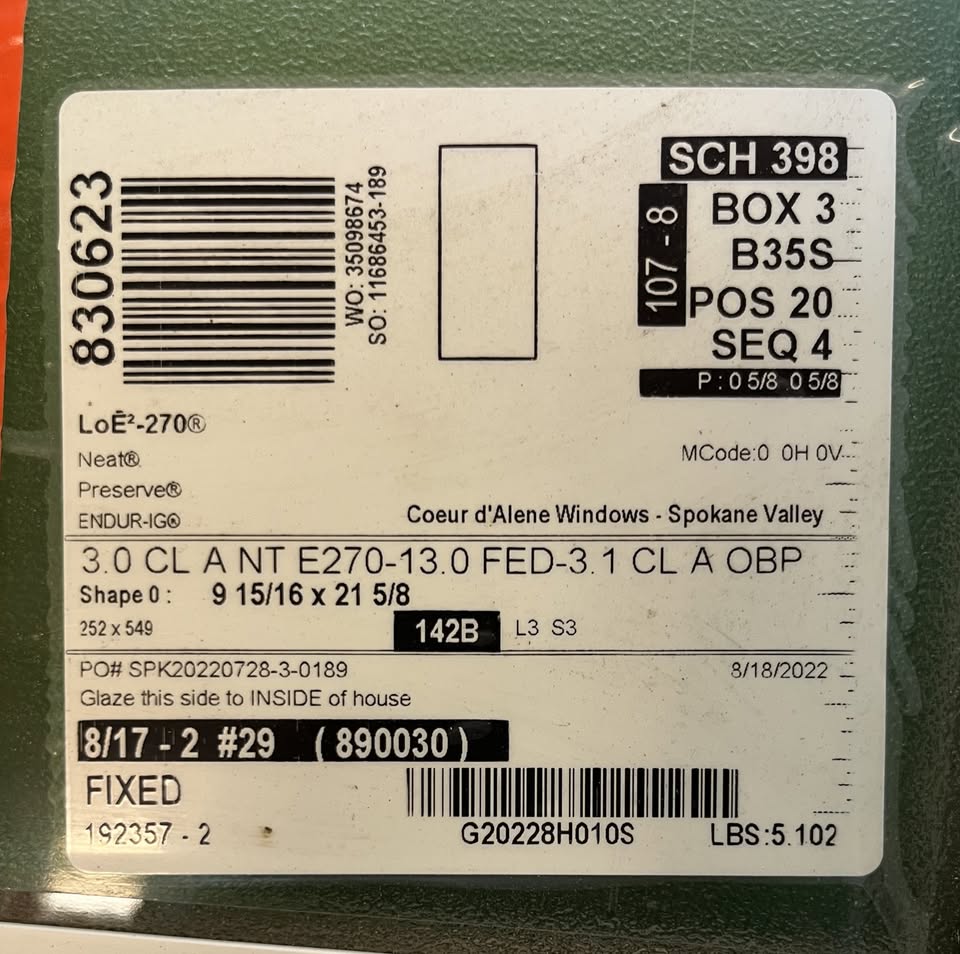 830623
WO: 35098674
SO: 11686453-189
SCH 398
107 - 8
BOX 3
B35S
POS 20
SEQ 4
P : 0 5/8 0 5/8
LoĒ²-270®
Neat®
Preserve®
ENDUR-IG®
MCode:0 0H 0V
Coeur d'Alene Windows - Spokane Valley
3.0 CL A NT E270-13.0 FED-3.1 CL A OBP
Shape 0 : 9 15/16 x 21 5/8
252 x 549
142B L3 S3
PO# SPK20220728-3-0189 8/18/2022
Glaze this side to INSIDE of house
8/17 - 2 #29 ( 890030 )
FIXED
192357 - 2 G20228H010S LBS:5.102